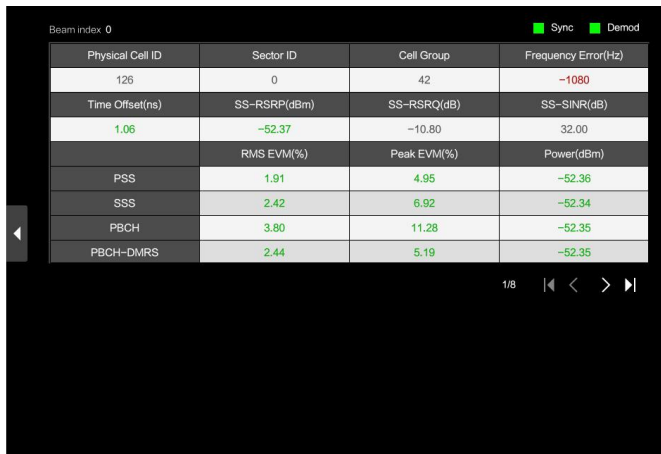 Beam index 0 Sync Demod
Physical Cell ID Sector ID Cell Group Frequency Error(Hz)
126 0 42 −1080
Time Offset(ns) SS−RSRP(dBm) SS−RSRQ(dB) SS−SINR(dB)
1.06 −52.37 −10.80 32.00
RMS EVM(%) Peak EVM(%) Power(dBm)
PSS 1.91 4.95 −52.36
SSS 2.42 6.92 −52.34
PBCH 3.80 11.28 −52.35
PBCH−DMRS 2.44 5.19 −52.35
1/8